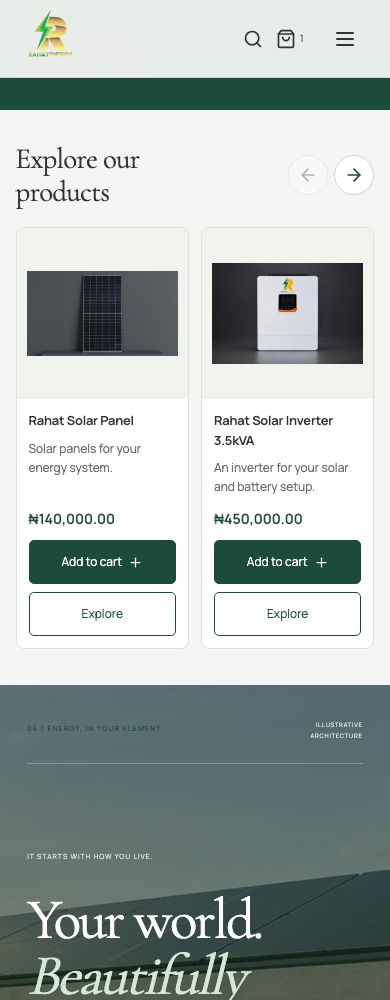 RAHAT ENERGY
1
Explore our
products
Rahat Solar Panel
Solar panels for your
energy system.
₦140,000.00
Add to cart +
Explore
Rahat Solar Inverter
3.5kVA
An inverter for your solar
and battery setup.
₦450,000.00
Add to cart +
Explore
04 / ENERGY, IN YOUR ELEMENT
ILLUSTRATIVE
ARCHITECTURE
IT STARTS WITH HOW YOU LIVE.
Your world.
Beautifully